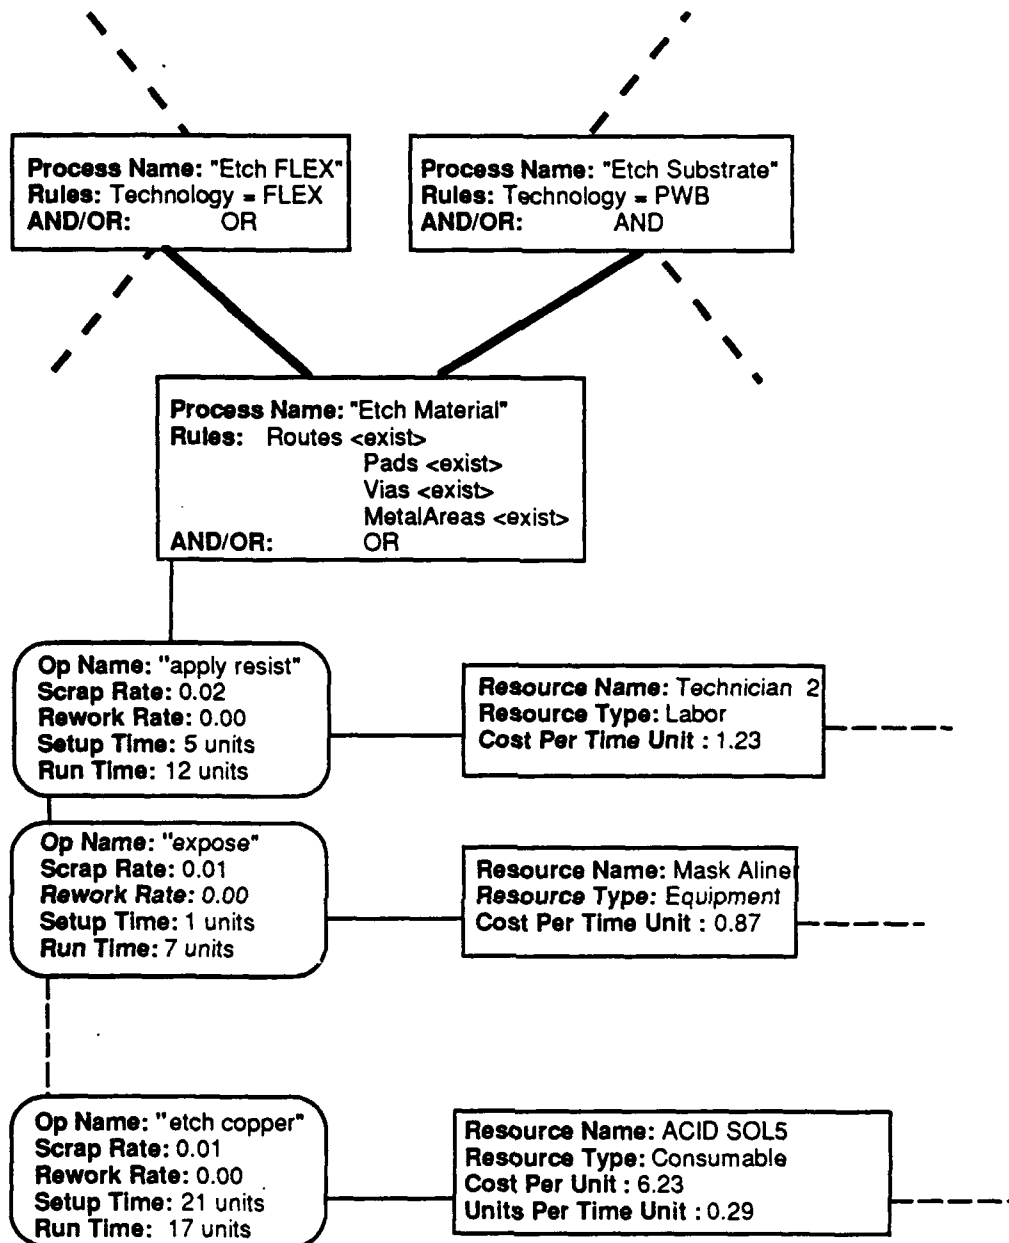 Process Name: "Etch FLEX"
Rules: Technology = FLEX
AND/OR: OR
Process Name: "Etch Substrate"
Rules: Technology = PWB
AND/OR: AND
Process Name: "Etch Material"
Rules: Routes <exist>
Pads <exist>
Vias <exist>
MetalAreas <exist>
AND/OR: OR
Op Name: "apply resist"
Scrap Rate: 0.02
Rework Rate: 0.00
Setup Time: 5 units
Run Time: 12 units
Resource Name: Technician 2
Resource Type: Labor
Cost Per Time Unit : 1.23
Op Name: "expose"
Scrap Rate: 0.01
Rework Rate: 0.00
Setup Time: 1 units
Run Time: 7 units
Resource Name: Mask Aliner
Resource Type: Equipment
Cost Per Time Unit : 0.87
Op Name: "etch copper"
Scrap Rate: 0.01
Rework Rate: 0.00
Setup Time: 21 units
Run Time: 17 units
Resource Name: ACID SOL5
Resource Type: Consumable
Cost Per Unit : 6.23
Units Per Time Unit : 0.29